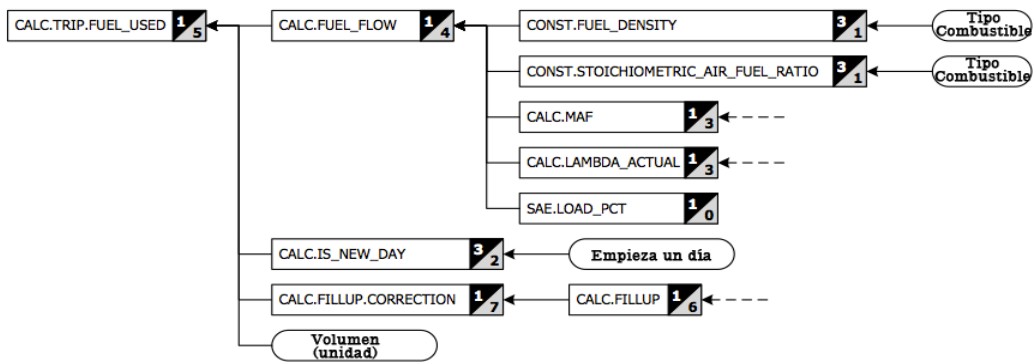 CALC.TRIP.FUEL_USED 1 5
CALC.FUEL_FLOW 1 4
CONST.FUEL_DENSITY 3 1
Tipo
Combustible
CONST.STOICHIOMETRIC_AIR_FUEL_RATIO 3 1
Tipo
Combustible
CALC.MAF 1 3
CALC.LAMBDA_ACTUAL 1 3
SAE.LOAD_PCT 1 0
CALC.IS_NEW_DAY 3 2
Empieza un día
CALC.FILLUP.CORRECTION 1 7
CALC.FILLUP 1 6
Volumen
(unidad)